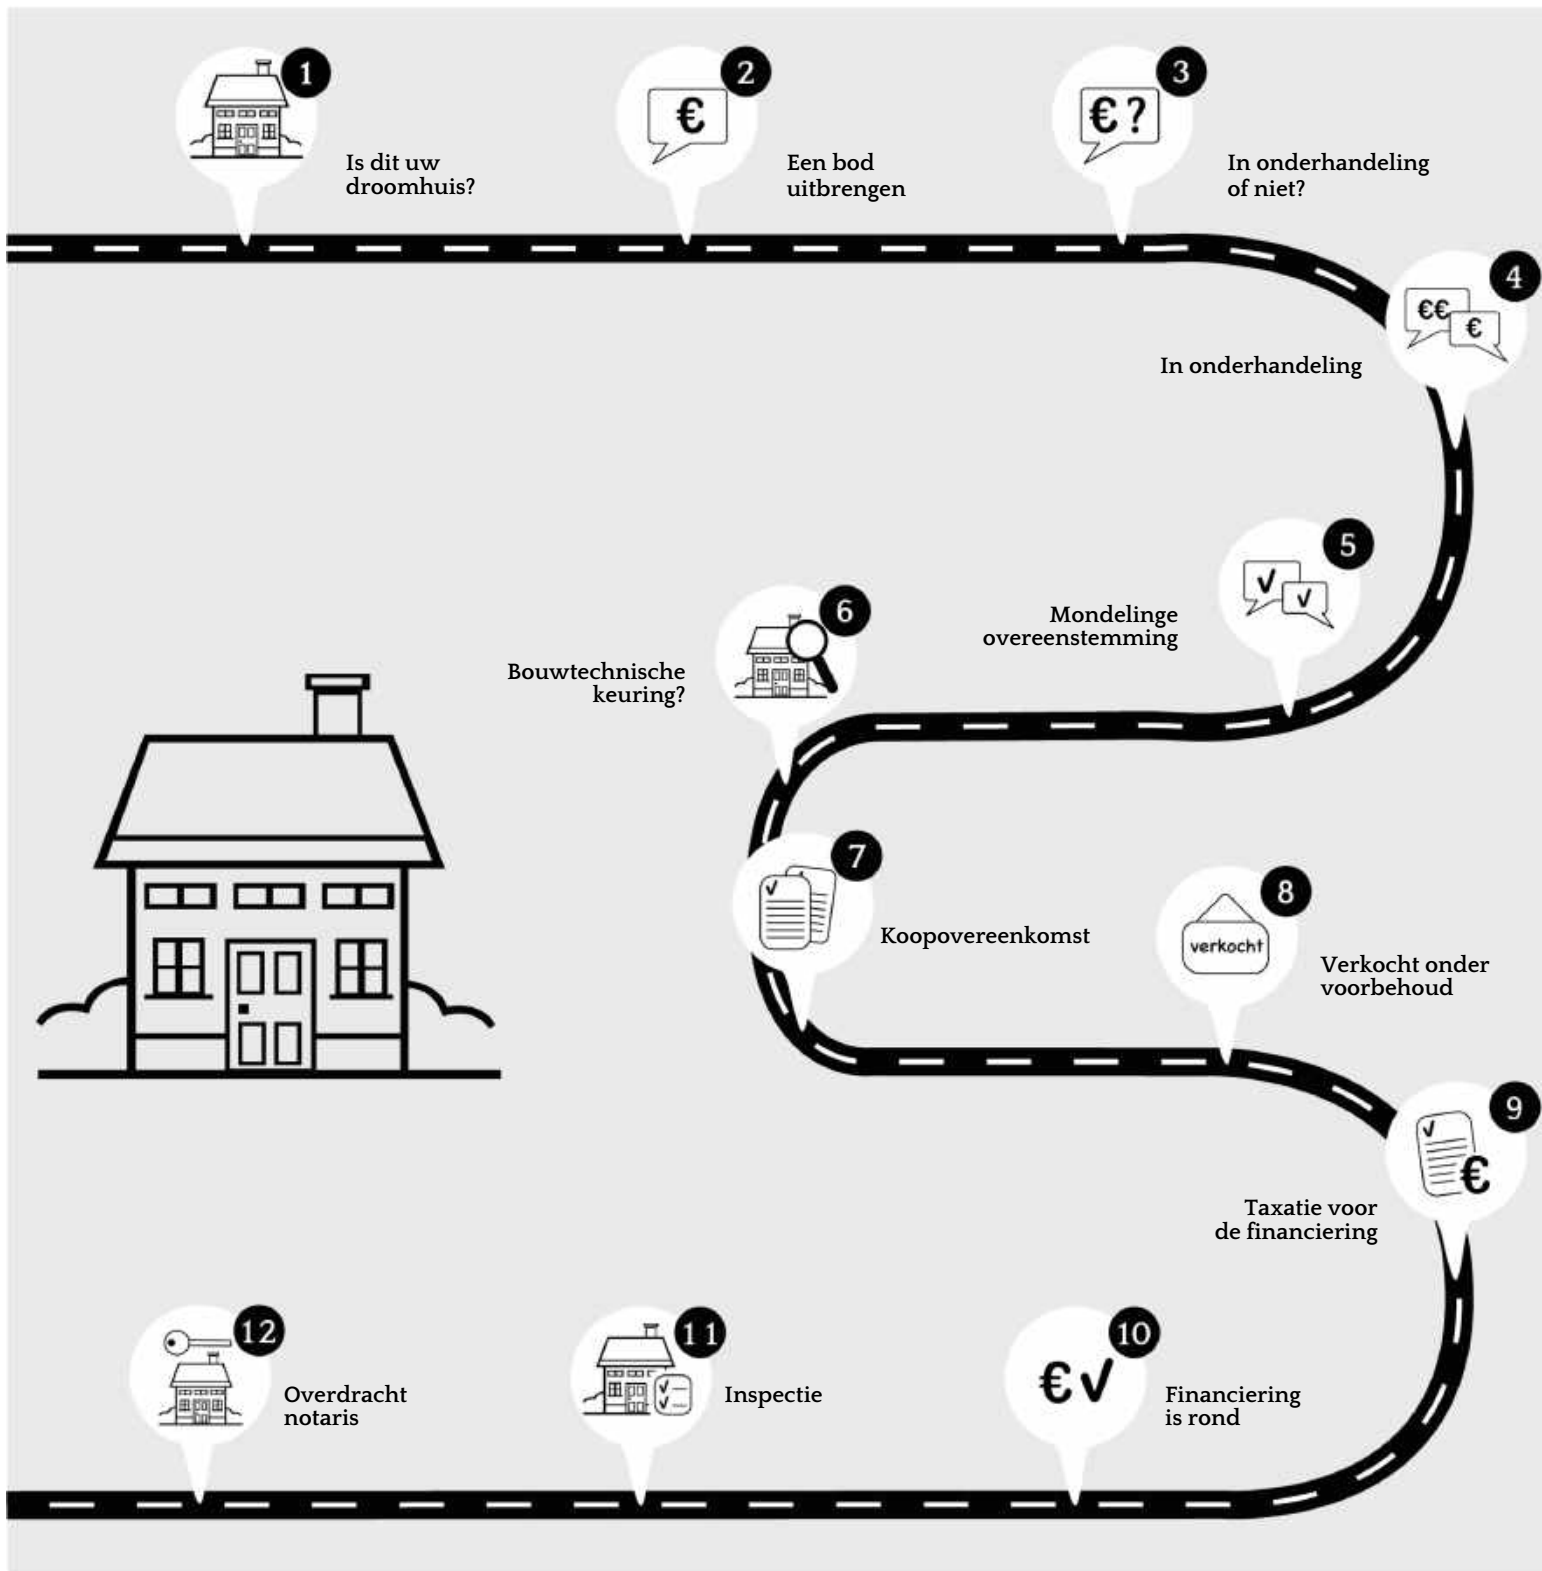 1
Is dit uw
droomhuis?
2
€
Een bod
uitbrengen
3
€ ?
In onderhandeling
of niet?
4
€€
€
In onderhandeling
5
Mondelinge
overeenstemming
6
Bouwtechnische
keuring?
7
Koopovereenkomst
8
verkocht
Verkocht onder
voorbehoud
9
€
Taxatie voor
de financiering
12
Overdracht
notaris
11
Inspectie
10
€
Financiering
is rond